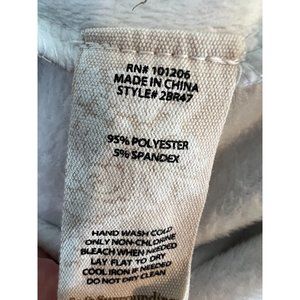 RN# 101206
MADE IN CHINA
STYLE# 2BR47
95% POLYESTER
5% SPANDEX
HAND WASH COLD
ONLY NON-CHLORINE
BLEACH WHEN NEEDED
LAY FLAT TO DRY
COOL IRON IF NEEDED
DO NOT DRY CLEAN